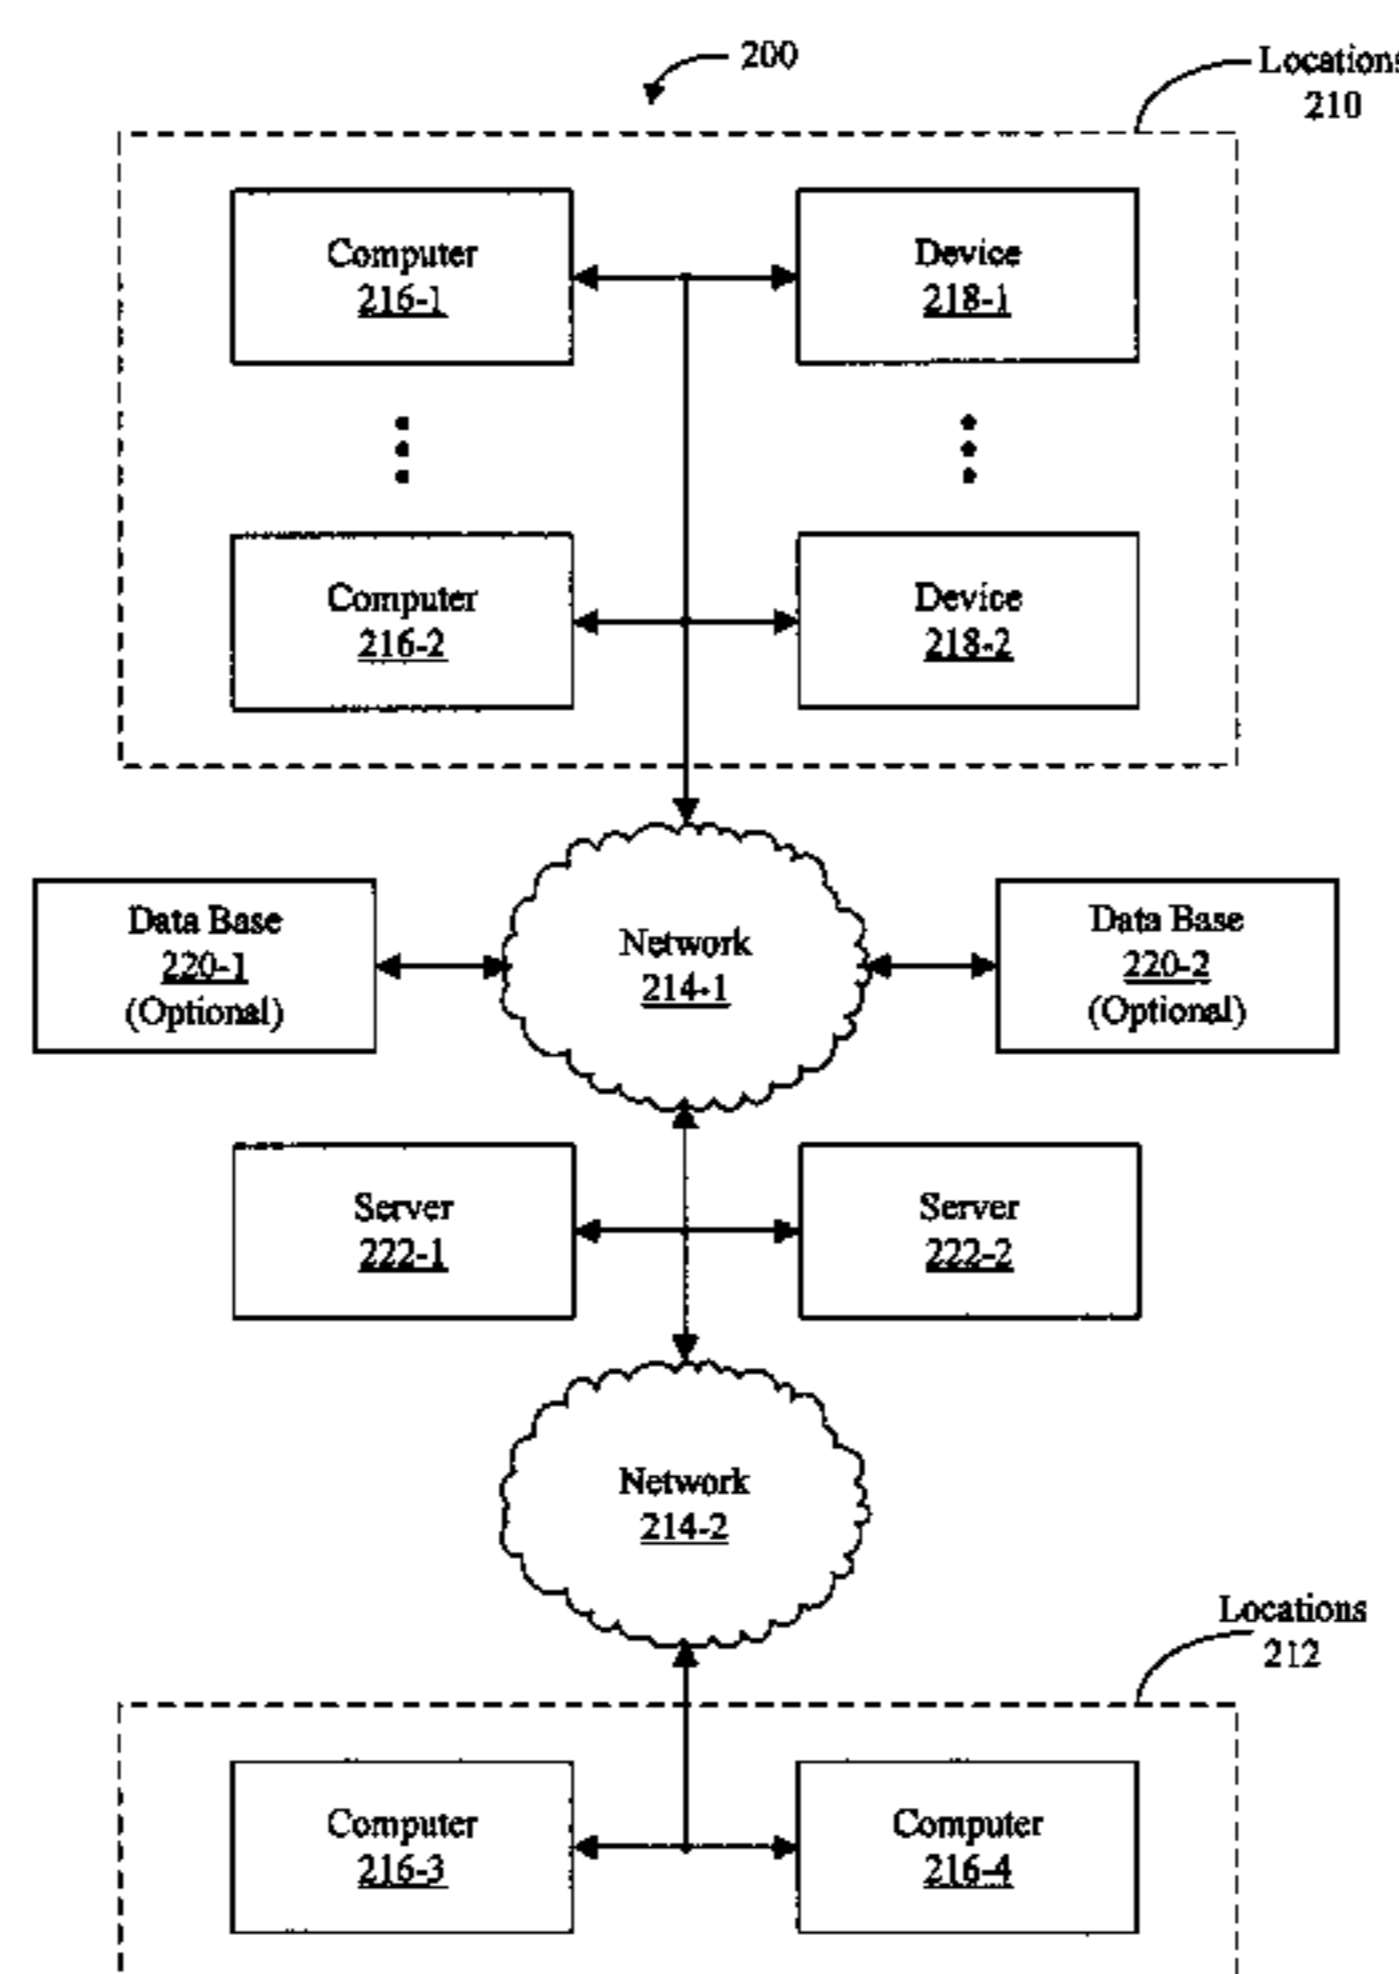 200
Locations
210
Computer
216-1
Device
218-1
Computer
216-2
Device
218-2
Data Base
220-1
(Optional)
Network
214-1
Data Base
220-2
(Optional)
Server
222-1
Server
222-2
Network
214-2
Locations
212
Computer
216-3
Computer
216-4